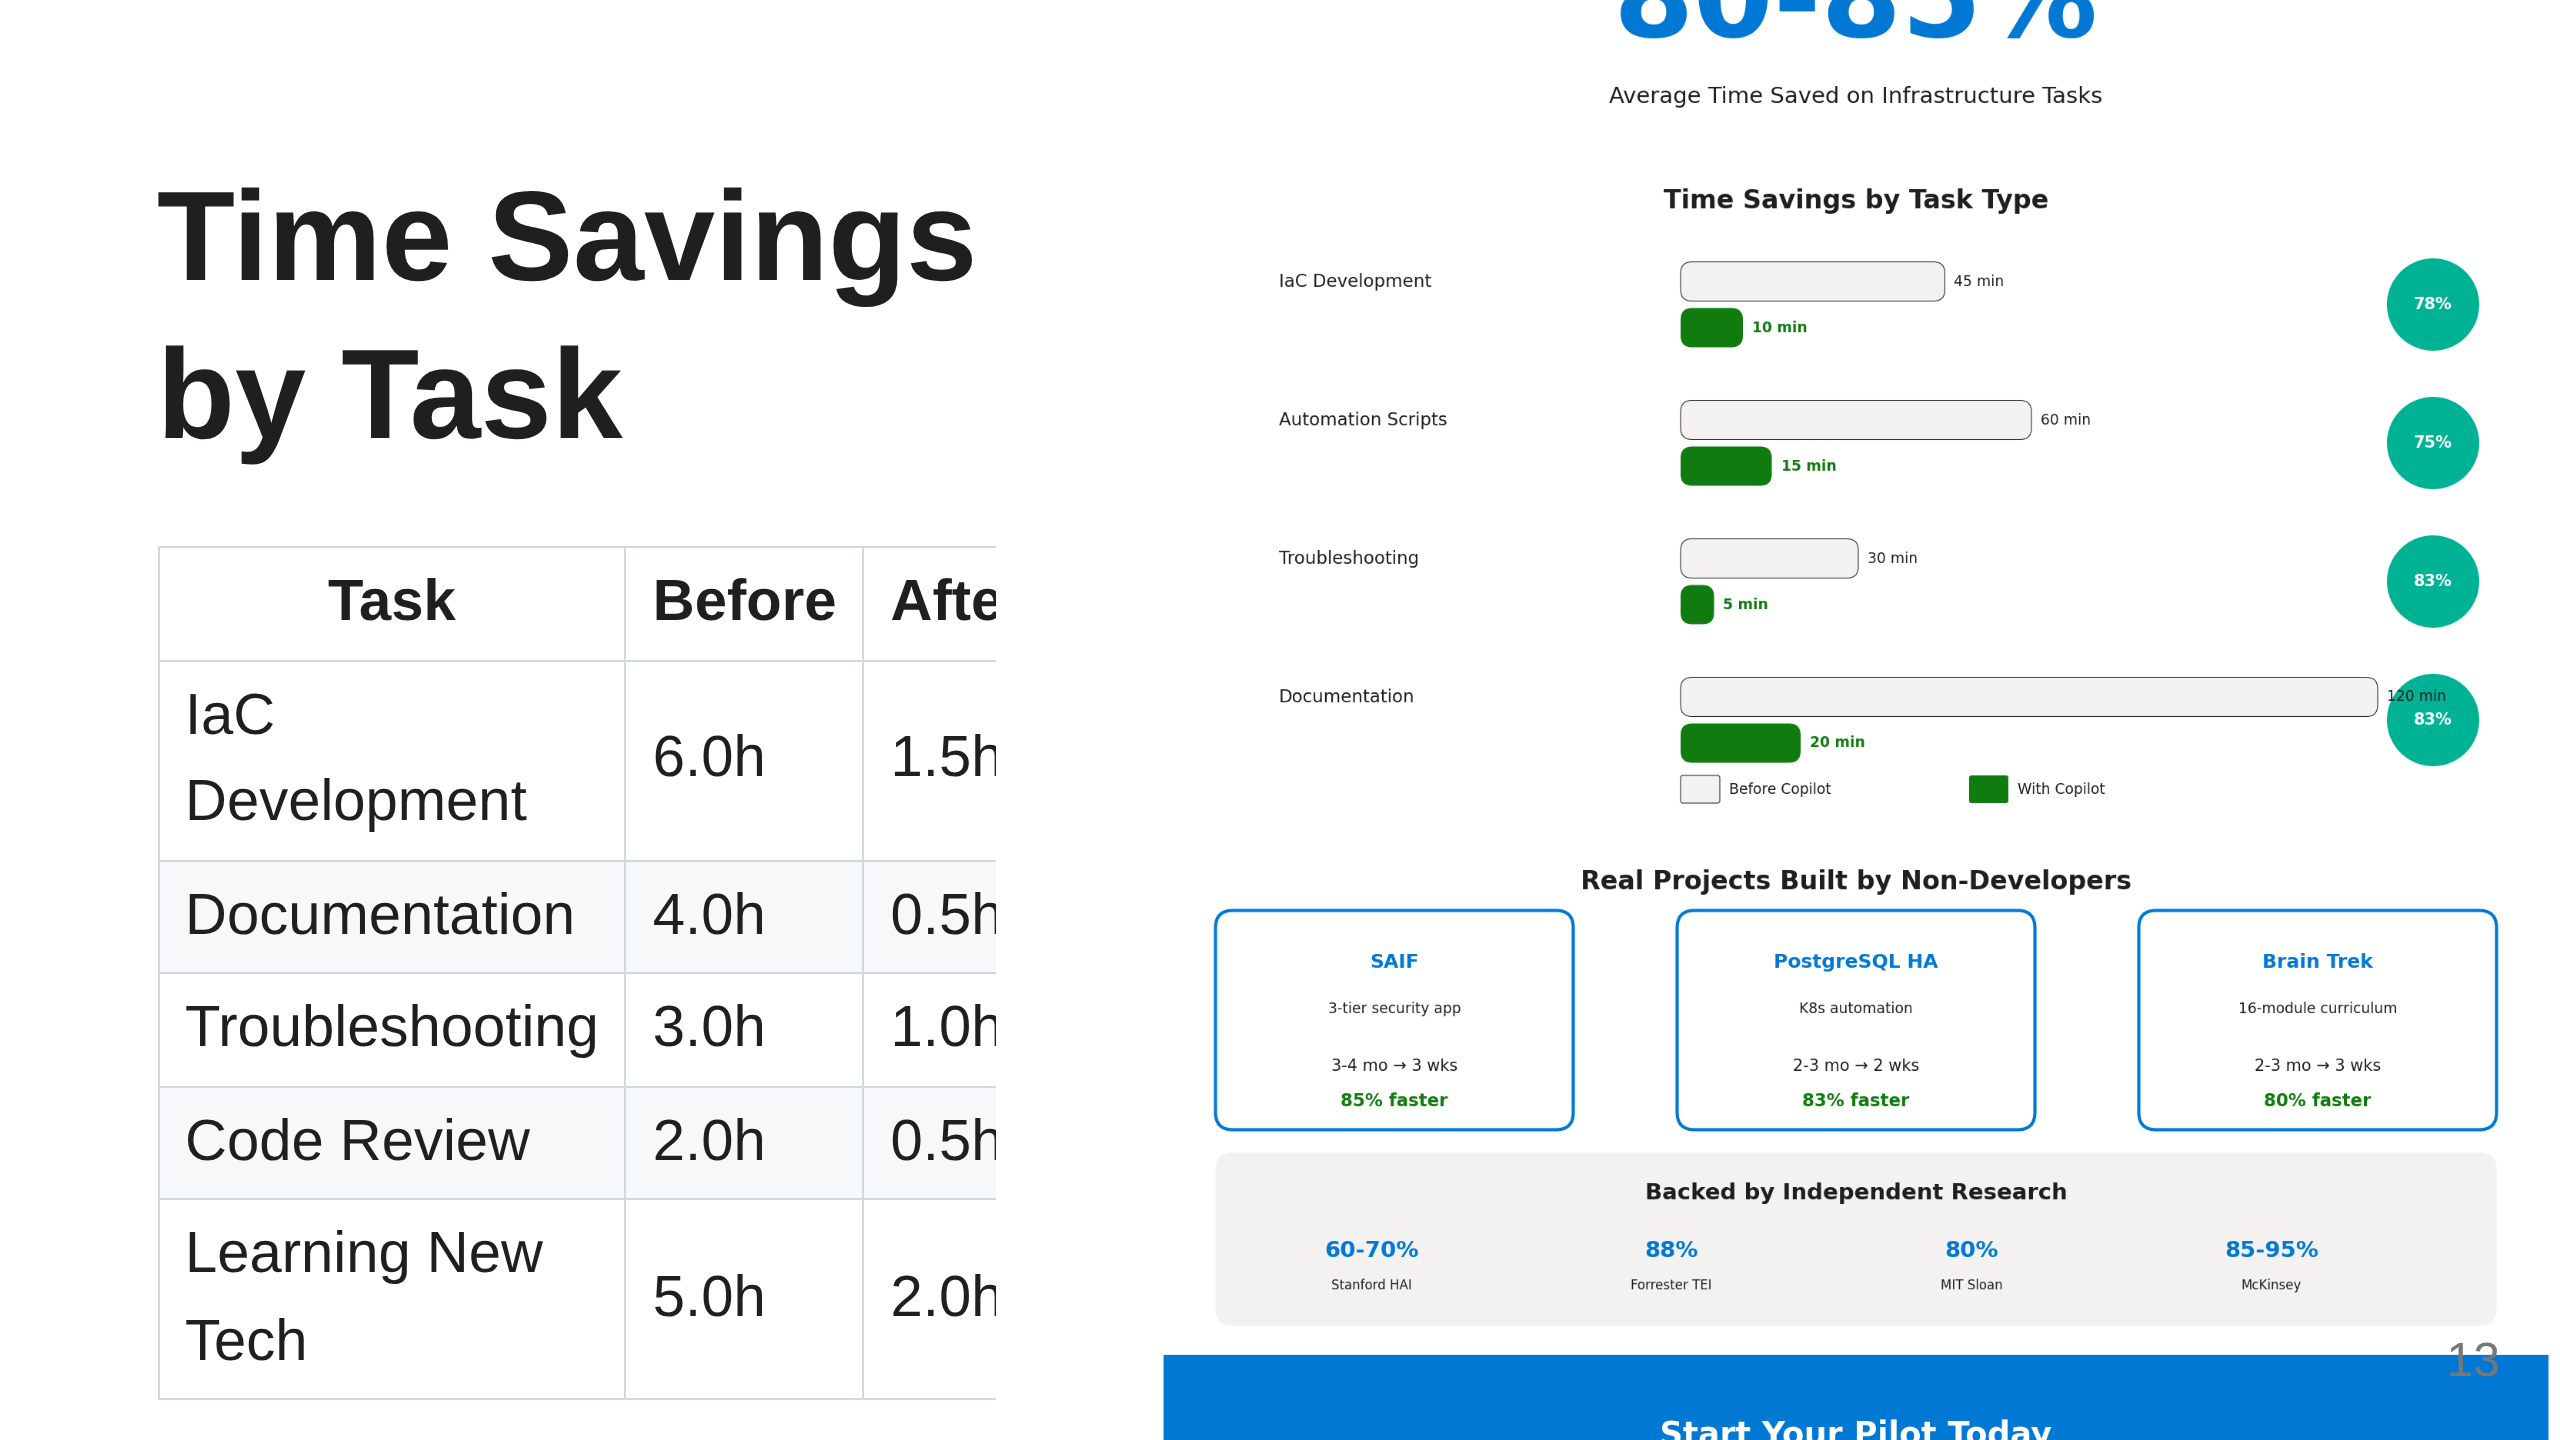 Time Savings
by Task
Task Before Afte
IaC
Development
6.0h 1.5h
Documentation 4.0h 0.5h
Troubleshooting 3.0h 1.0h
Code Review 2.0h 0.5h
Learning New
Tech
5.0h 2.0h
80-85%
Average Time Saved on Infrastructure Tasks
Time Savings by Task Type
IaC Development 45 min
10 min
78%
Automation Scripts 60 min
15 min
75%
Troubleshooting 30 min
5 min
83%
Documentation 120 min
83%
20 min
Before Copilot With Copilot
Real Projects Built by Non-Developers
SAIF
3-tier security app
3-4 mo → 3 wks
85% faster
PostgreSQL HA
K8s automation
2-3 mo → 2 wks
83% faster
Brain Trek
16-module curriculum
2-3 mo → 3 wks
80% faster
Backed by Independent Research
60-70% 88% 80% 85-95%
Stanford HAI Forrester TEI MIT Sloan McKinsey
13
Start Your Pilot Today